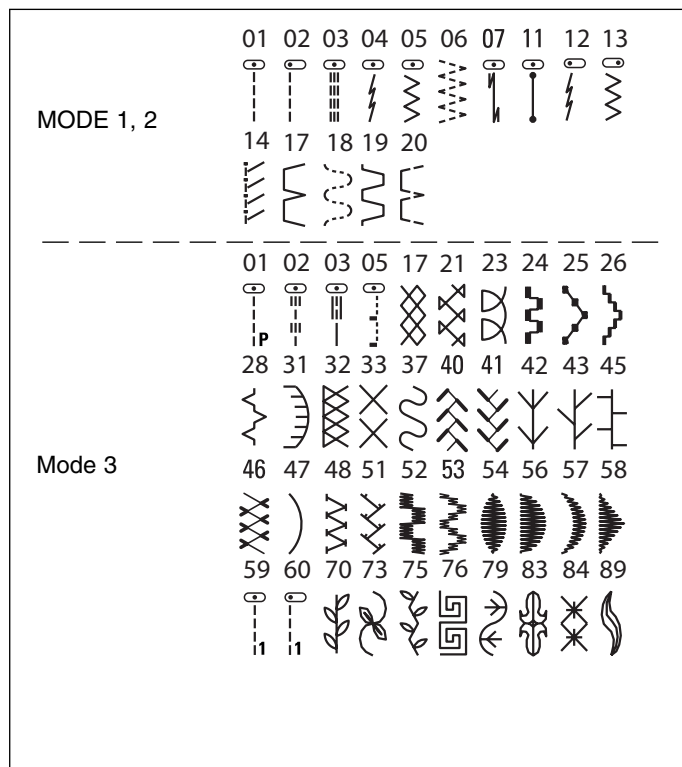 01 02 03 04 05 06 07 11 12 13
MODE 1, 2
14 17 18 19 20
01 02 03 05 17 21 23 24 25 26
P
28 31 32 33 37 40 41 42 43 45
Mode 3
46 47 48 51 52 53 54 56 57 58
59 60 70 73 75 76 79 83 84 89
1 1